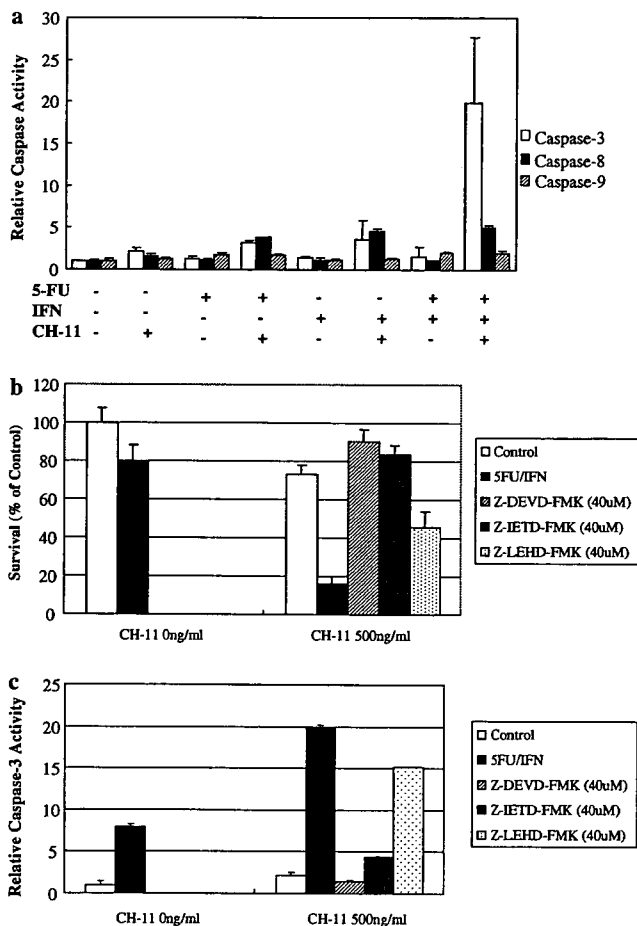 a
30
25
20
15
10
5
0
Relative Caspase Activity
Caspase-3
Caspase-8
Caspase-9
5-FU - - + + - - + +
IFN - - - - + + + +
CH-11 - + - + - + - +
b
120
100
80
60
40
20
0
Survival (% of Control)
CH-11 0ng/ml
CH-11 500ng/ml
Control
5FU/IFN
Z-DEVD-FMK (40uM)
Z-IETD-FMK (40uM)
Z-LEHD-FMK (40uM)
c
25
20
15
10
5
0
Relative Caspase-3 Activity
CH-11 0ng/ml
CH-11 500ng/ml
Control
5FU/IFN
Z-DEVD-FMK (40uM)
Z-IETD-FMK (40uM)
Z-LEHD-FMK (40uM)